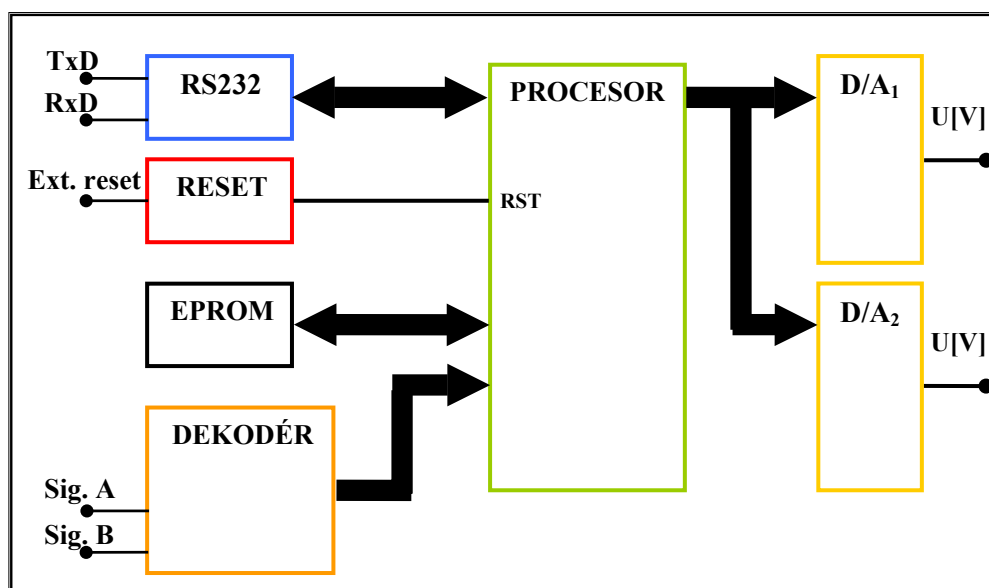 TxD
RxD
RS232
PROCESOR
D/A₁
U[V]
Ext. reset
RESET
RST
EPROM
D/A₂
U[V]
DEKODÉR
Sig. A
Sig. B